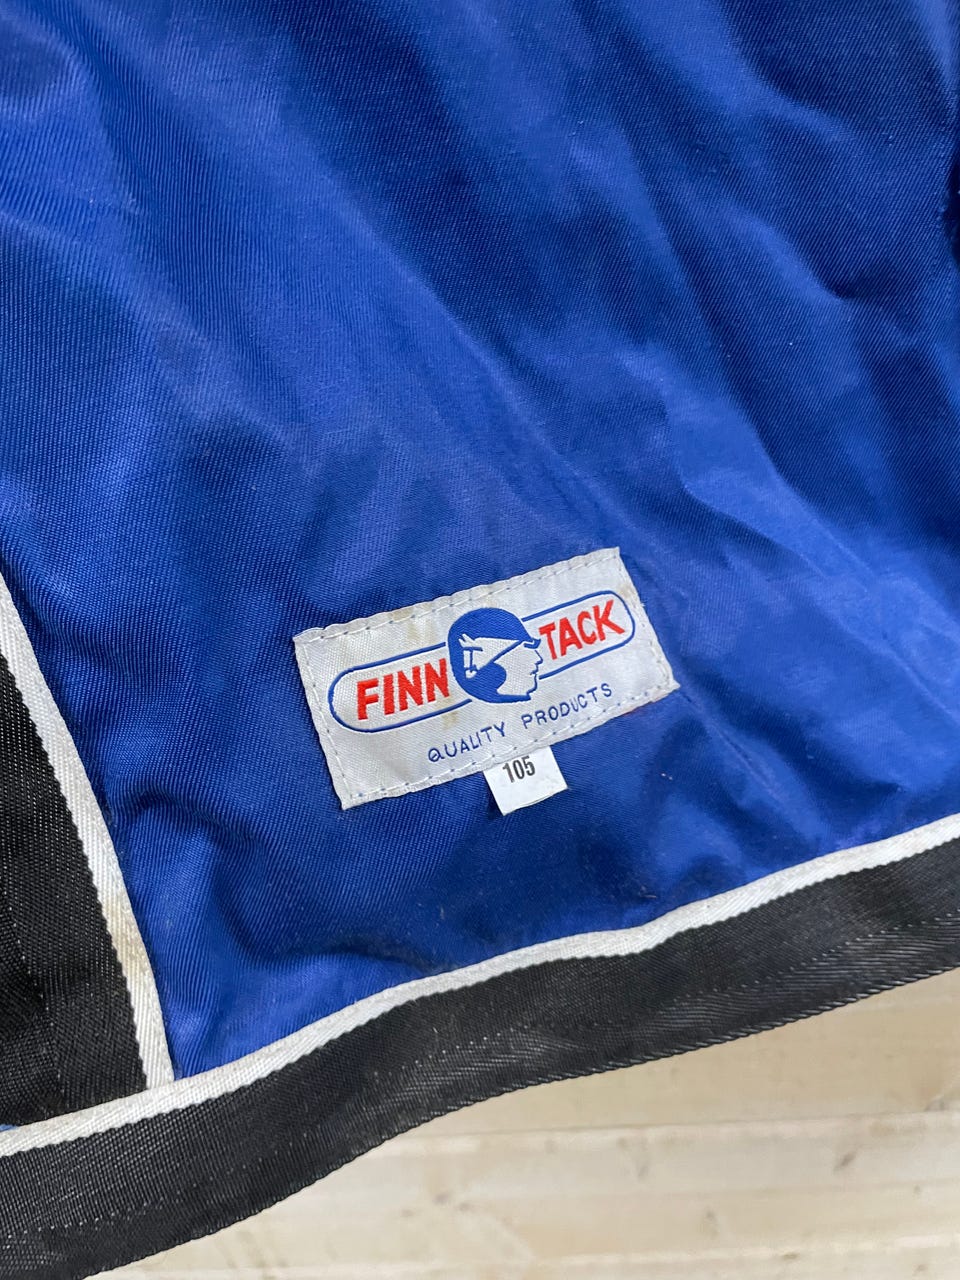 FINN TACK
QUALITY PRODUCTS
105